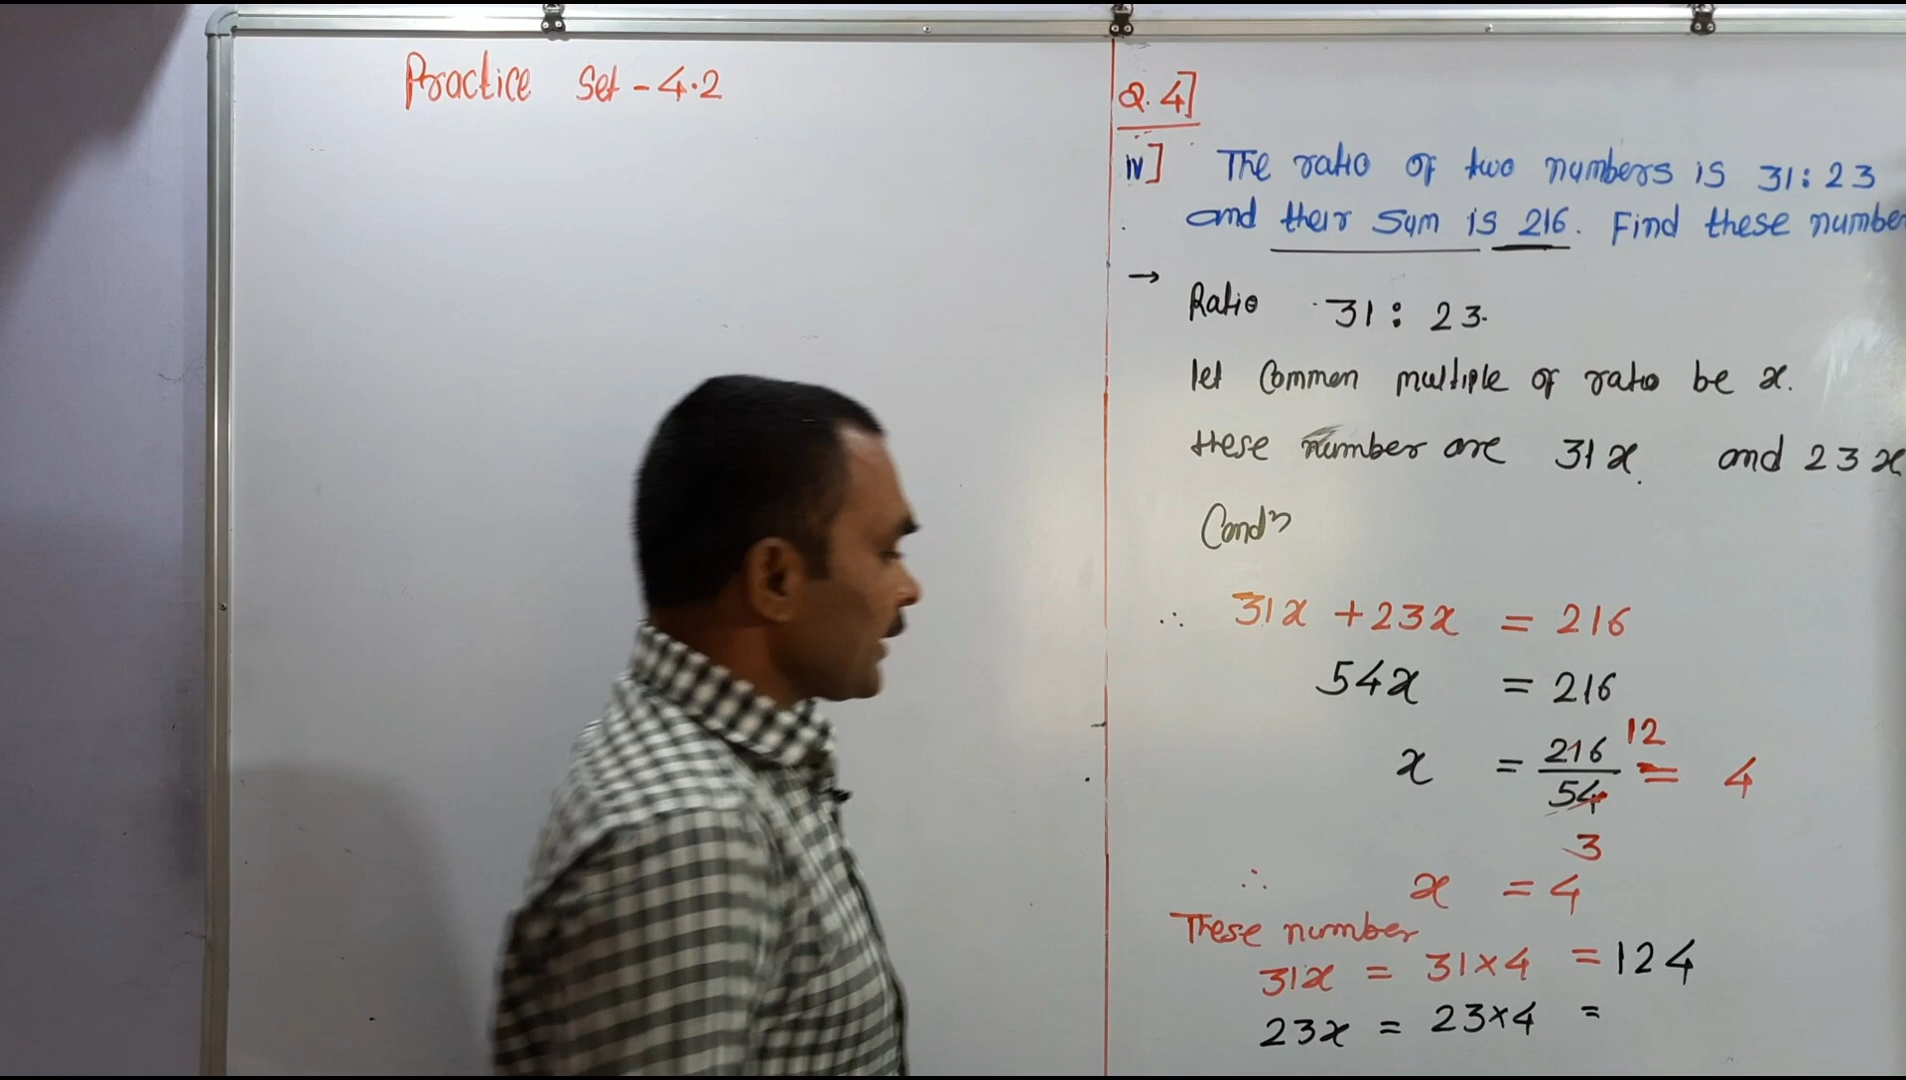 Practice Set - 4.2
Q. 4]
iv] The ratio of two numbers is 31:23
and their sum is 216. Find these number
→ Ratio 31 : 23.
let common multiple of ratio be x.
these number are 31x and 23x
Condn
∴ 31x + 23x = 216
54x = 216
x = 216/54 = 4
12
3
∴ x = 4
These number
31x = 31×4 = 124
23x = 23×4 =